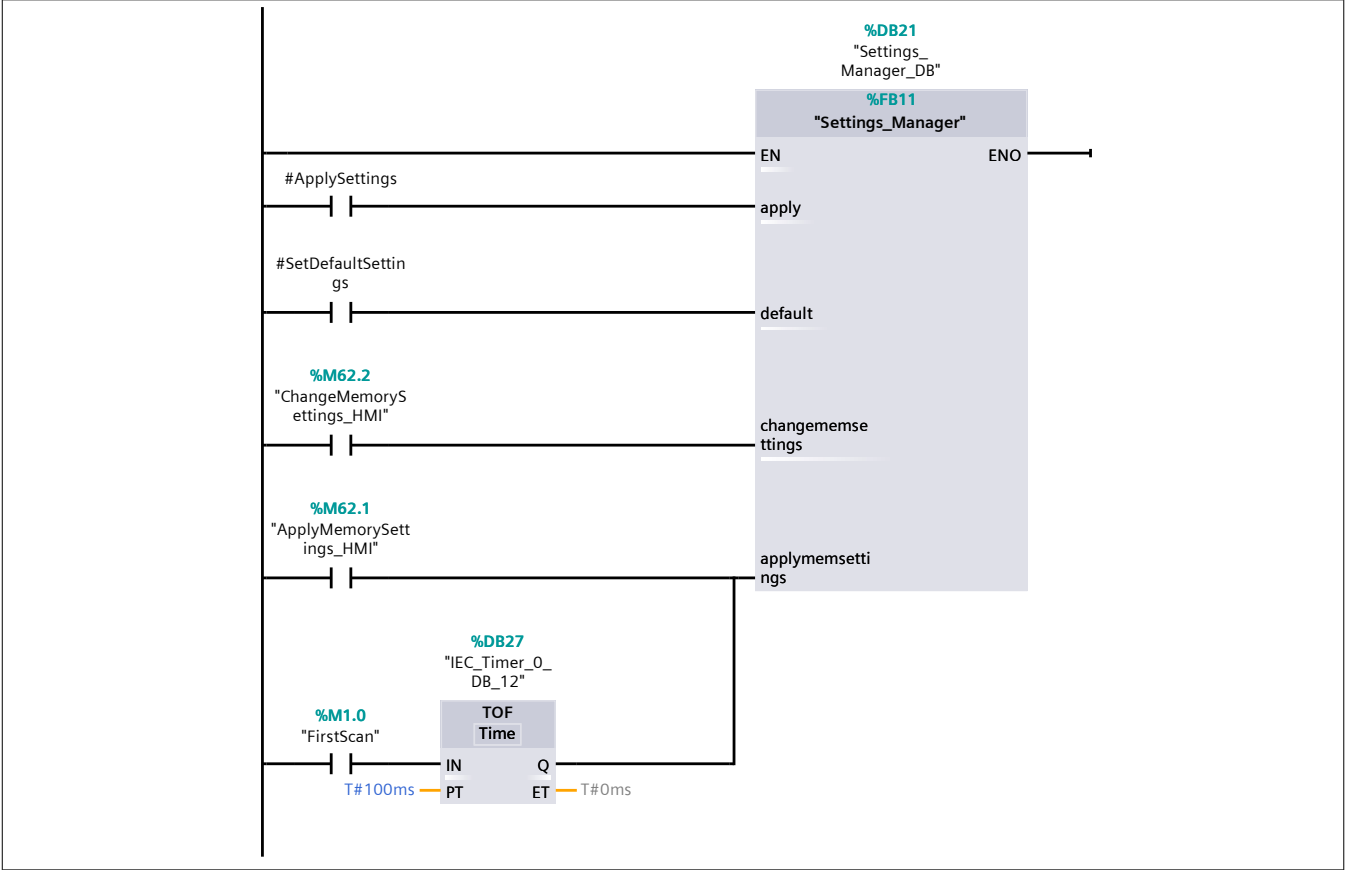 %DB21
"Settings_
Manager_DB"
%FB11
"Settings_Manager"
EN
ENO
#ApplySettings
apply
#SetDefaultSettin
gs
default
%M62.2
"ChangeMemoryS
ettings_HMI"
changememse
ttings
%M62.1
"ApplyMemorySett
ings_HMI"
applymemsetti
ngs
%DB27
"IEC_Timer_0_
DB_12"
TOF
Time
%M1.0
"FirstScan"
IN
Q
T#100ms
PT
ET
T#0ms